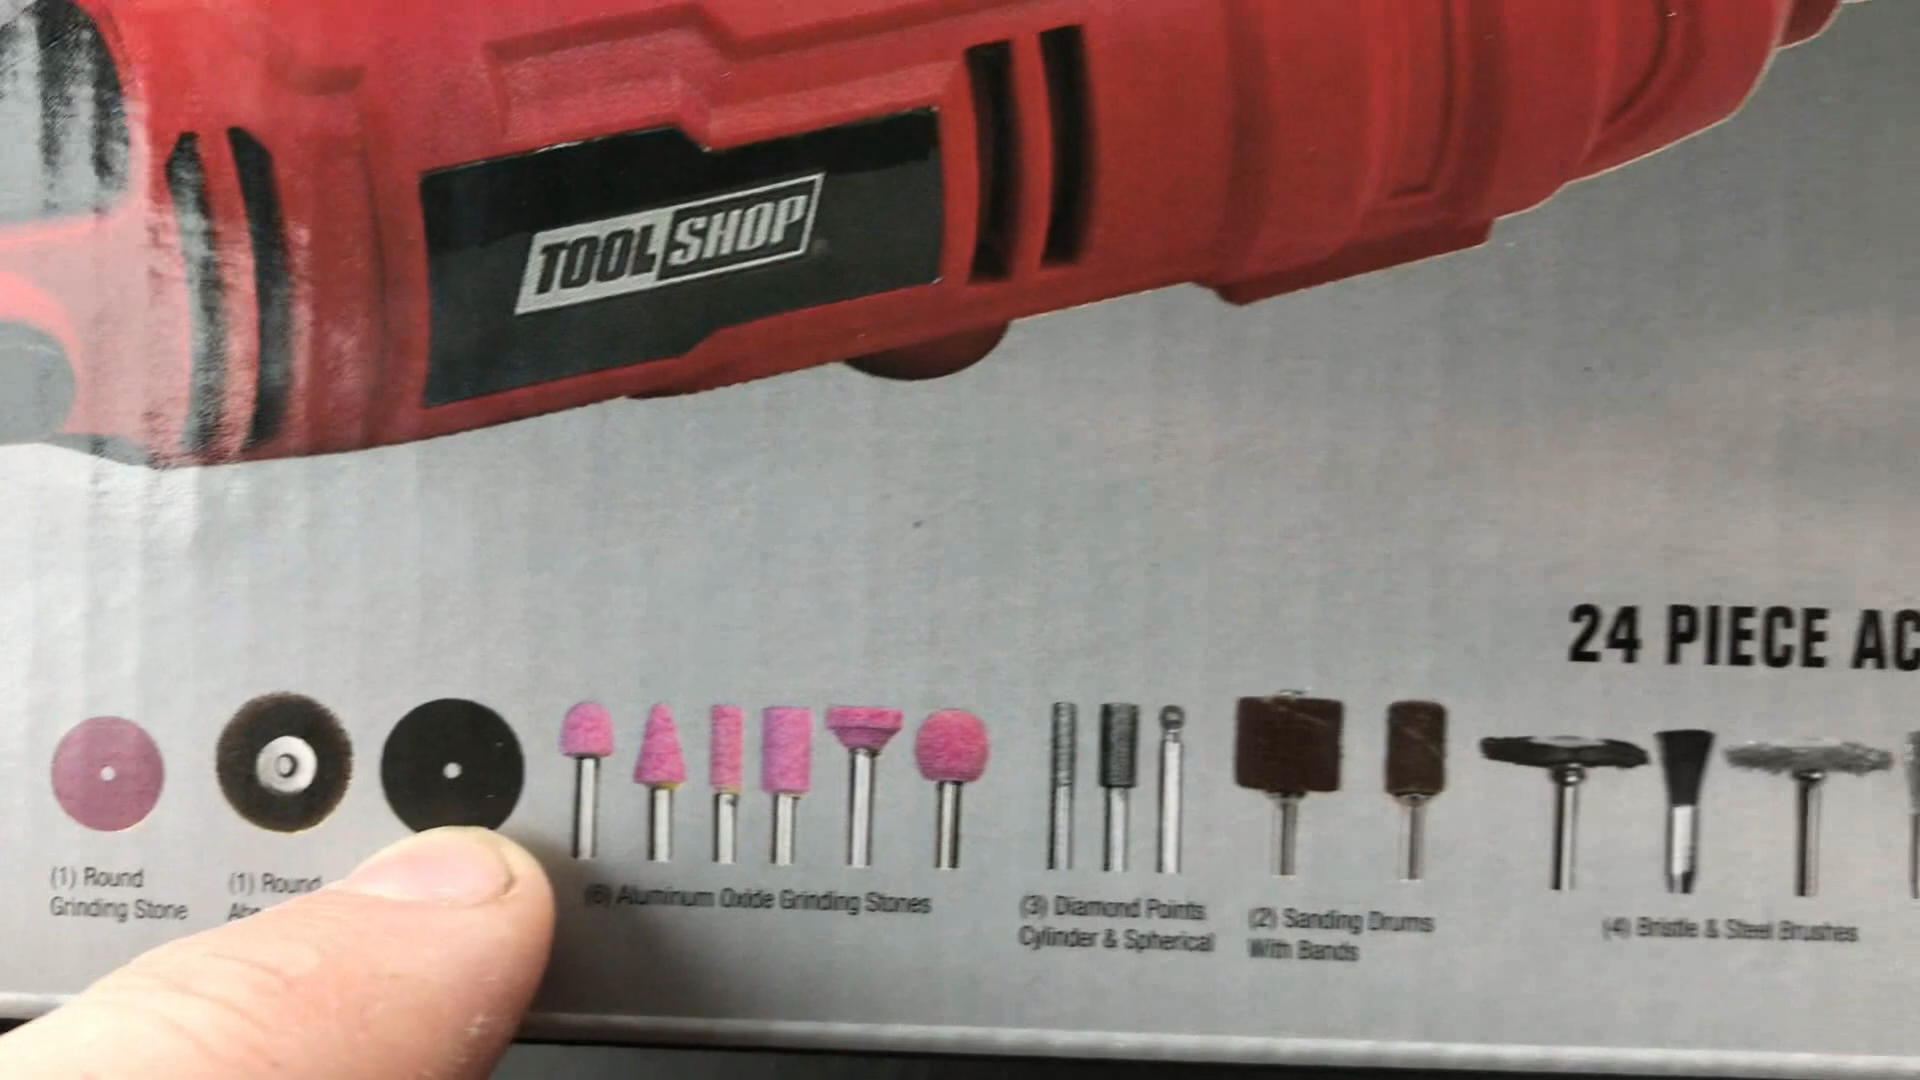 TOOL SHOP
24 PIECE AC
(1) Round
Grinding Stone
(1) Round
(6) Aluminum Oxide Grinding Stones
(3) Diamond Points
Cylinder & Spherical
(2) Sanding Drums
With Bands
(4) Bristle & Steel Brushes